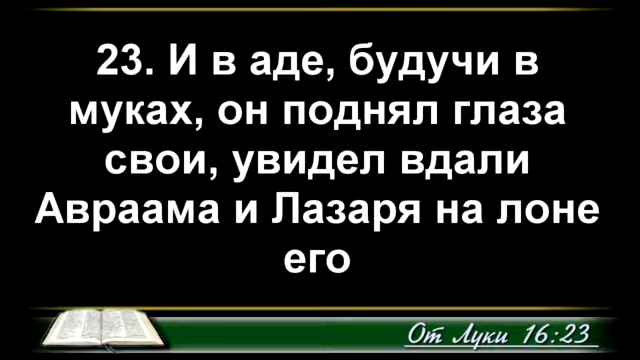 23. И в аде, будучи в
муках, он поднял глаза
свои, увидел вдали
Авраама и Лазаря на лоне
его
От Луки 16:23